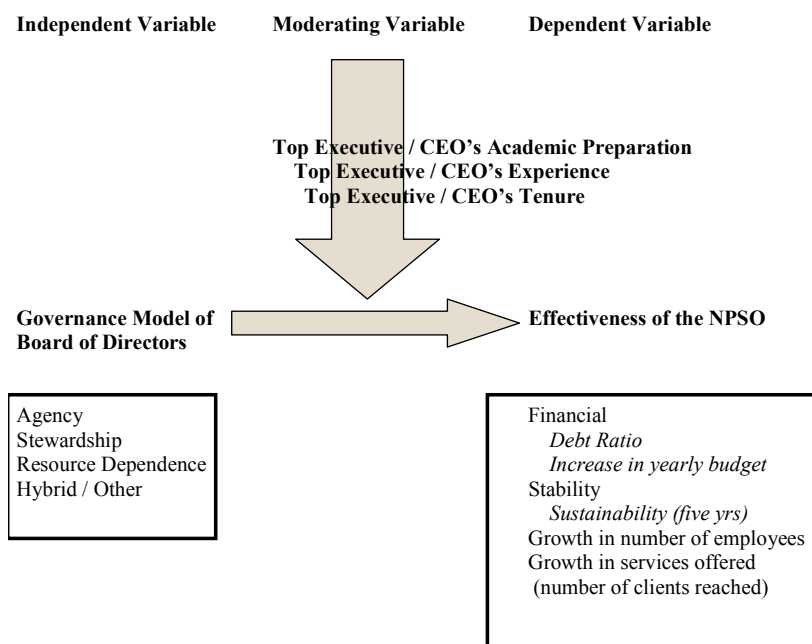 Independent Variable Moderating Variable Dependent Variable
Top Executive / CEO’s Academic Preparation
Top Executive / CEO’s Experience
Top Executive / CEO’s Tenure
Governance Model of
Board of Directors
Effectiveness of the NPSO
Agency
Stewardship
Resource Dependence
Hybrid / Other
Financial
Debt Ratio
Increase in yearly budget
Stability
Sustainability (five yrs)
Growth in number of employees
Growth in services offered
(number of clients reached)